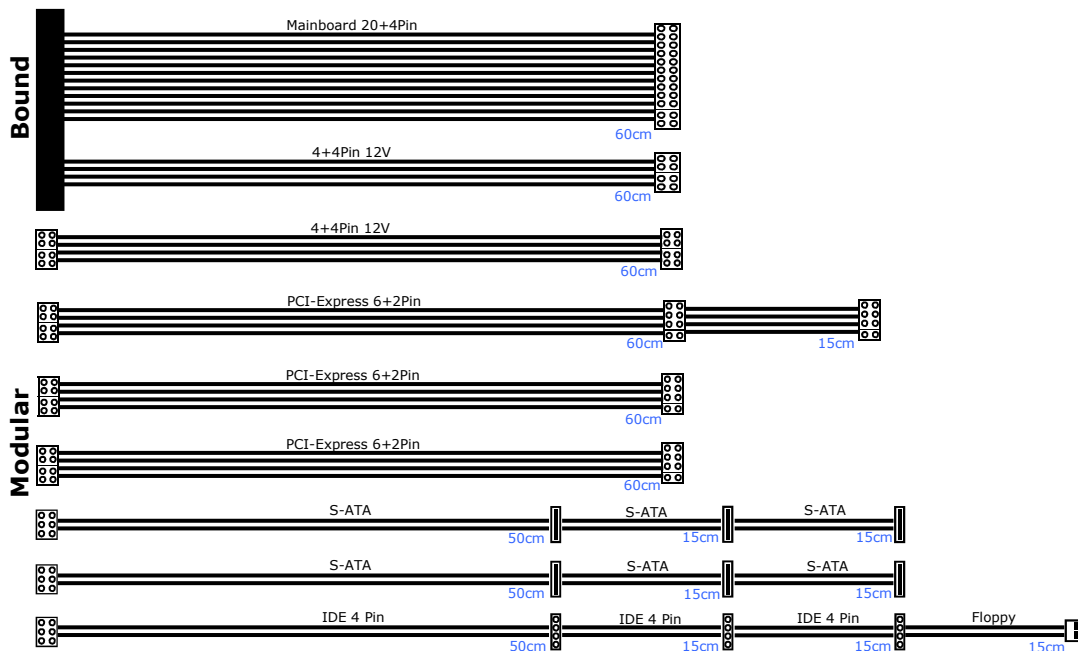 Bound
Mainboard 20+4Pin
60cm
4+4Pin 12V
60cm
Modular
4+4Pin 12V
60cm
PCI-Express 6+2Pin
60cm 15cm
PCI-Express 6+2Pin
60cm
PCI-Express 6+2Pin
60cm
S-ATA S-ATA S-ATA
50cm 15cm 15cm
S-ATA S-ATA S-ATA
50cm 15cm 15cm
IDE 4 Pin IDE 4 Pin IDE 4 Pin Floppy
50cm 15cm 15cm 15cm